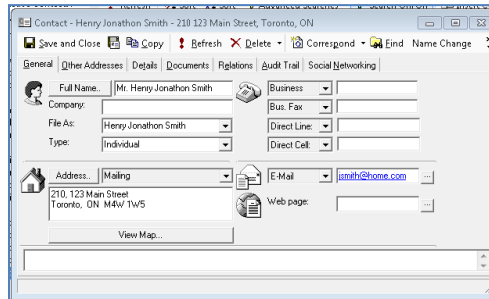 Contact - Henry Jonathon Smith - 210 123 Main Street, Toronto, ON
Save and Close Copy Refresh Delete Correspond Find Name Change
General Other Addresses Details Documents Relations Audit Trail Social Networking
Full Name.. Mr. Henry Jonathon Smith Business
Company: Bus. Fax
File As: Henry Jonathon Smith Direct Line:
Type: Individual Direct Cell:
Address.. Mailing E-Mail jsmith@home.com ...
210, 123 Main Street Web page: ...
Toronto, ON M4W 1W5
View Map...